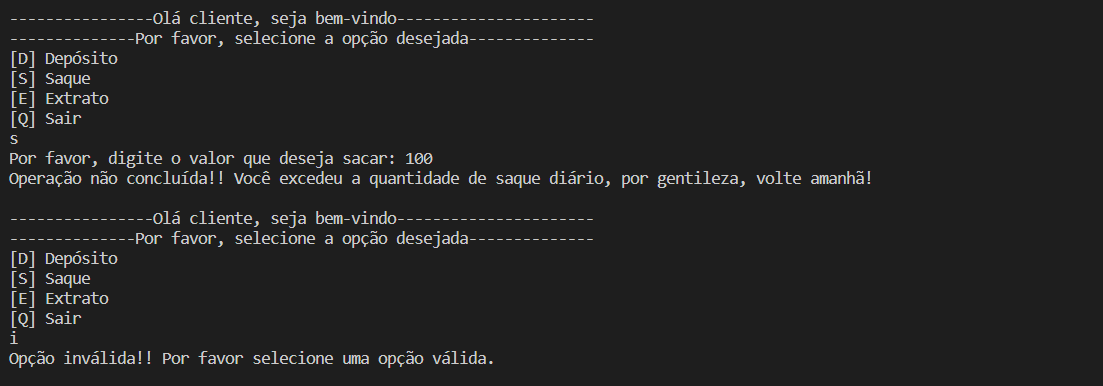 ----------------Olá cliente, seja bem-vindo----------------------
--------------Por favor, selecione a opção desejada--------------
[D] Depósito
[S] Saque
[E] Extrato
[Q] Sair
s
Por favor, digite o valor que deseja sacar: 100
Operação não concluída!! Você excedeu a quantidade de saque diário, por gentileza, volte amanhã!
----------------Olá cliente, seja bem-vindo----------------------
--------------Por favor, selecione a opção desejada--------------
[D] Depósito
[S] Saque
[E] Extrato
[Q] Sair
i
Opção inválida!! Por favor selecione uma opção válida.